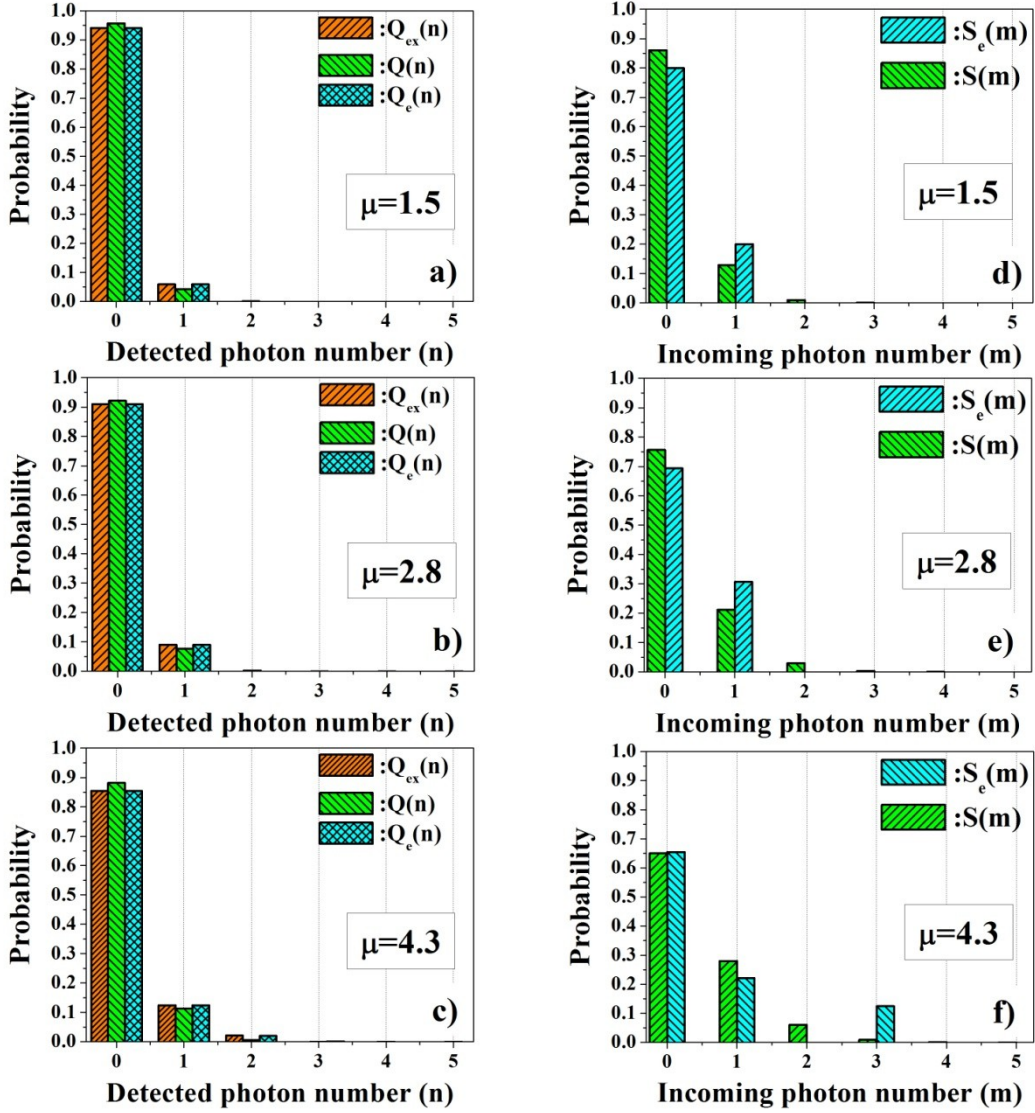 1.0
0.9
0.8
0.7
0.6
0.5
0.4
0.3
0.2
0.1
0.0
Probability
:Q_ex(n)
:Q(n)
:Q_e(n)
μ=1.5
a)
0 1 2 3 4 5
Detected photon number (n)
1.0
0.9
0.8
0.7
0.6
0.5
0.4
0.3
0.2
0.1
0.0
Probability
:S_e(m)
:S(m)
μ=1.5
d)
0 1 2 3 4 5
Incoming photon number (m)
1.0
0.9
0.8
0.7
0.6
0.5
0.4
0.3
0.2
0.1
0.0
Probability
:Q_ex(n)
:Q(n)
:Q_e(n)
μ=2.8
b)
0 1 2 3 4 5
Detected photon number (n)
1.0
0.9
0.8
0.7
0.6
0.5
0.4
0.3
0.2
0.1
0.0
Probability
:S_e(m)
:S(m)
μ=2.8
e)
0 1 2 3 4 5
Incoming photon number (m)
1.0
0.9
0.8
0.7
0.6
0.5
0.4
0.3
0.2
0.1
0.0
Probability
:Q_ex(n)
:Q(n)
:Q_e(n)
μ=4.3
c)
0 1 2 3 4 5
Detected photon number (n)
1.0
0.9
0.8
0.7
0.6
0.5
0.4
0.3
0.2
0.1
0.0
Probability
:S_e(m)
:S(m)
μ=4.3
f)
0 1 2 3 4 5
Incoming photon number (m)